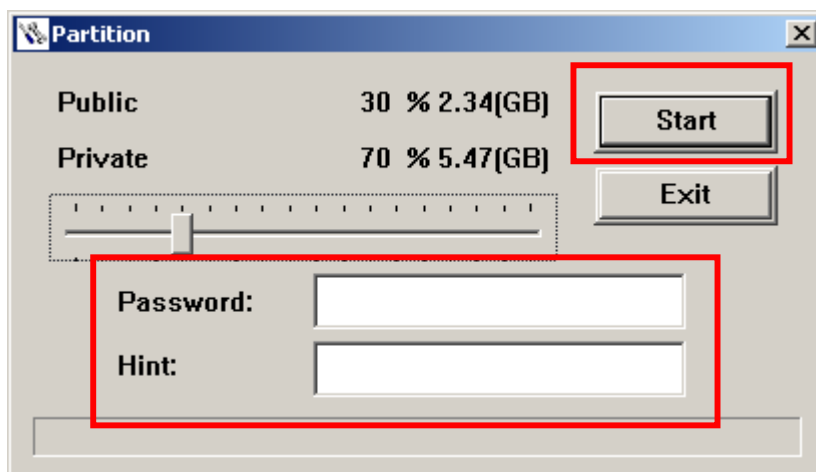 Partition
Public 30 % 2.34(GB)
Start
Private 70 % 5.47(GB)
Exit
Password:
Hint: